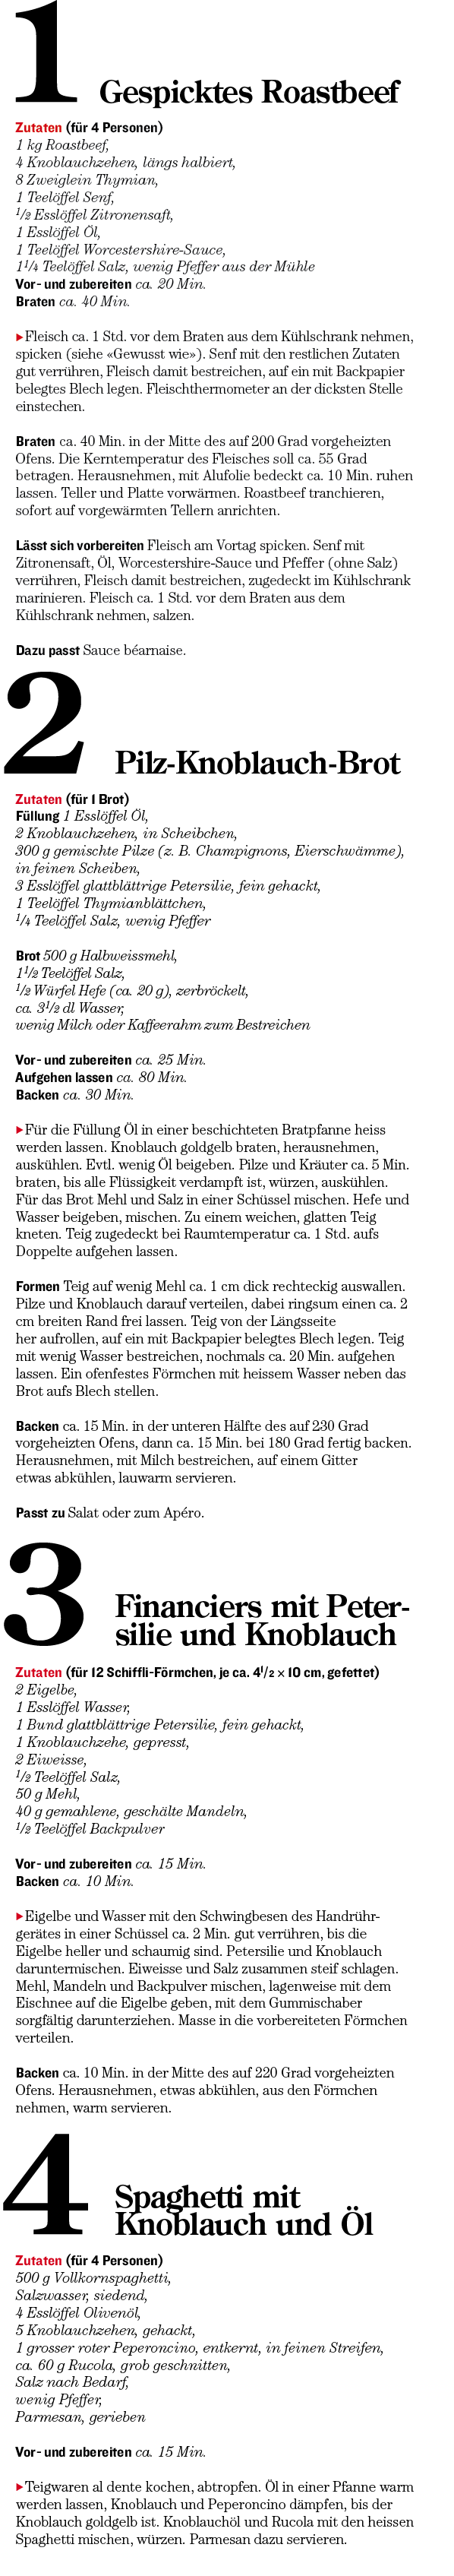 1
Gespicktes Roastbeef
Zutaten (für 4 Personen)
1 kg Roastbeef,
4 Knoblauchzehen, längs halbiert,
8 Zweiglein Thymian,
1 Teelöffel Senf,
1/2 Esslöffel Zitronensaft,
1 Esslöffel Öl,
1 Teelöffel Worcestershire-Sauce,
1 1/4 Teelöffel Salz, wenig Pfeffer aus der Mühle
Vor- und zubereiten ca. 20 Min.
Braten ca. 40 Min.
▶Fleisch ca. 1 Std. vor dem Braten aus dem Kühlschrank nehmen,
spicken (siehe «Gewusst wie»). Senf mit den restlichen Zutaten
gut verrühren, Fleisch damit bestreichen, auf ein mit Backpapier
belegtes Blech legen. Fleischthermometer an der dicksten Stelle
einstechen.
Braten ca. 40 Min. in der Mitte des auf 200 Grad vorgeheizten
Ofens. Die Kerntemperatur des Fleisches soll ca. 55 Grad
betragen. Herausnehmen, mit Alufolie bedeckt ca. 10 Min. ruhen
lassen. Teller und Platte vorwärmen. Roastbeef tranchieren,
sofort auf vorgewärmten Tellern anrichten.
Lässt sich vorbereiten Fleisch am Vortag spicken. Senf mit
Zitronensaft, Öl, Worcestershire-Sauce und Pfeffer (ohne Salz)
verrühren, Fleisch damit bestreichen, zugedeckt im Kühlschrank
marinieren. Fleisch ca. 1 Std. vor dem Braten aus dem
Kühlschrank nehmen, salzen.
Dazu passt Sauce béarnaise.
2
Pilz-Knoblauch-Brot
Zutaten (für 1 Brot)
Füllung 1 Esslöffel Öl,
2 Knoblauchzehen, in Scheibchen,
300 g gemischte Pilze (z. B. Champignons, Eierschwämme),
in feinen Scheiben,
3 Esslöffel glattblättrige Petersilie, fein gehackt,
1 Teelöffel Thymianblättchen,
1/4 Teelöffel Salz, wenig Pfeffer
Brot 500 g Halbweissmehl,
1 1/2 Teelöffel Salz,
1/2 Würfel Hefe (ca. 20 g), zerbröckelt,
ca. 3 1/2 dl Wasser,
wenig Milch oder Kaffeerahm zum Bestreichen
Vor- und zubereiten ca. 25 Min.
Aufgehen lassen ca. 80 Min.
Backen ca. 30 Min.
▶Für die Füllung Öl in einer beschichteten Bratpfanne heiss
werden lassen. Knoblauch goldgelb braten, herausnehmen,
auskühlen. Evtl. wenig Öl beigeben. Pilze und Kräuter ca. 5 Min.
braten, bis alle Flüssigkeit verdampft ist, würzen, auskühlen.
Für das Brot Mehl und Salz in einer Schüssel mischen. Hefe und
Wasser beigeben, mischen. Zu einem weichen, glatten Teig
kneten. Teig zugedeckt bei Raumtemperatur ca. 1 Std. aufs
Doppelte aufgehen lassen.
Formen Teig auf wenig Mehl ca. 1 cm dick rechteckig auswallen.
Pilze und Knoblauch darauf verteilen, dabei ringsum einen ca. 2
cm breiten Rand frei lassen. Teig von der Längsseite
her aufrollen, auf ein mit Backpapier belegtes Blech legen. Teig
mit wenig Wasser bestreichen, nochmals ca. 20 Min. aufgehen
lassen. Ein ofenfestes Förmchen mit heissem Wasser neben das
Brot aufs Blech stellen.
Backen ca. 15 Min. in der unteren Hälfte des auf 230 Grad
vorgeheizten Ofens, dann ca. 15 Min. bei 180 Grad fertig backen.
Herausnehmen, mit Milch bestreichen, auf einem Gitter
etwas abkühlen, lauwarm servieren.
Passt zu Salat oder zum Apéro.
3
Financiers mit Peter-
silie und Knoblauch
Zutaten (für 12 Schiffli-Förmchen, je ca. 4 1/2 × 10 cm, gefettet)
2 Eigelbe,
1 Esslöffel Wasser,
1 Bund glattblättrige Petersilie, fein gehackt,
1 Knoblauchzehe, gepresst,
2 Eiweisse,
1/2 Teelöffel Salz,
50 g Mehl,
40 g gemahlene, geschälte Mandeln,
1/2 Teelöffel Backpulver
Vor- und zubereiten ca. 15 Min.
Backen ca. 10 Min.
▶Eigelbe und Wasser mit den Schwingbesen des Handrühr-
gerätes in einer Schüssel ca. 2 Min. gut verrühren, bis die
Eigelbe heller und schaumig sind. Petersilie und Knoblauch
daruntermischen. Eiweisse und Salz zusammen steif schlagen.
Mehl, Mandeln und Backpulver mischen, lagenweise mit dem
Eischnee auf die Eigelbe geben, mit dem Gummischaber
sorgfältig darunterziehen. Masse in die vorbereiteten Förmchen
verteilen.
Backen ca. 10 Min. in der Mitte des auf 220 Grad vorgeheizten
Ofens. Herausnehmen, etwas abkühlen, aus den Förmchen
nehmen, warm servieren.
4
Spaghetti mit
Knoblauch und Öl
Zutaten (für 4 Personen)
500 g Vollkornspaghetti,
Salzwasser, siedend,
4 Esslöffel Olivenöl,
5 Knoblauchzehen, gehackt,
1 grosser roter Peperoncino, entkernt, in feinen Streifen,
ca. 60 g Rucola, grob geschnitten,
Salz nach Bedarf,
wenig Pfeffer,
Parmesan, gerieben
Vor- und zubereiten ca. 15 Min.
▶Teigwaren al dente kochen, abtropfen. Öl in einer Pfanne warm
werden lassen, Knoblauch und Peperoncino dämpfen, bis der
Knoblauch goldgelb ist. Knoblauchöl und Rucola mit den heissen
Spaghetti mischen, würzen. Parmesan dazu servieren.